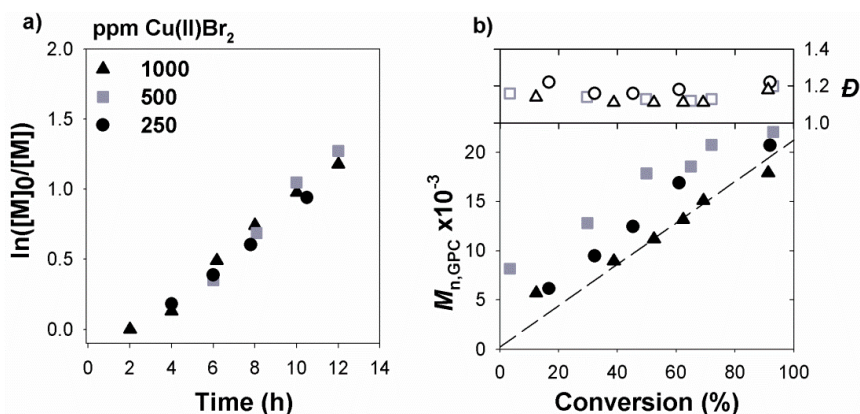 a)
ppm Cu(II)Br2
1000
500
250
ln([M]0/[M])
2.0
1.5
1.0
0.5
0.0
0 2 4 6 8 10 12 14
Time (h)
b)
1.4
1.2
1.0
Đ
Mn,GPC x10-3
20
15
10
5
0
0 20 40 60 80 100
Conversion (%)